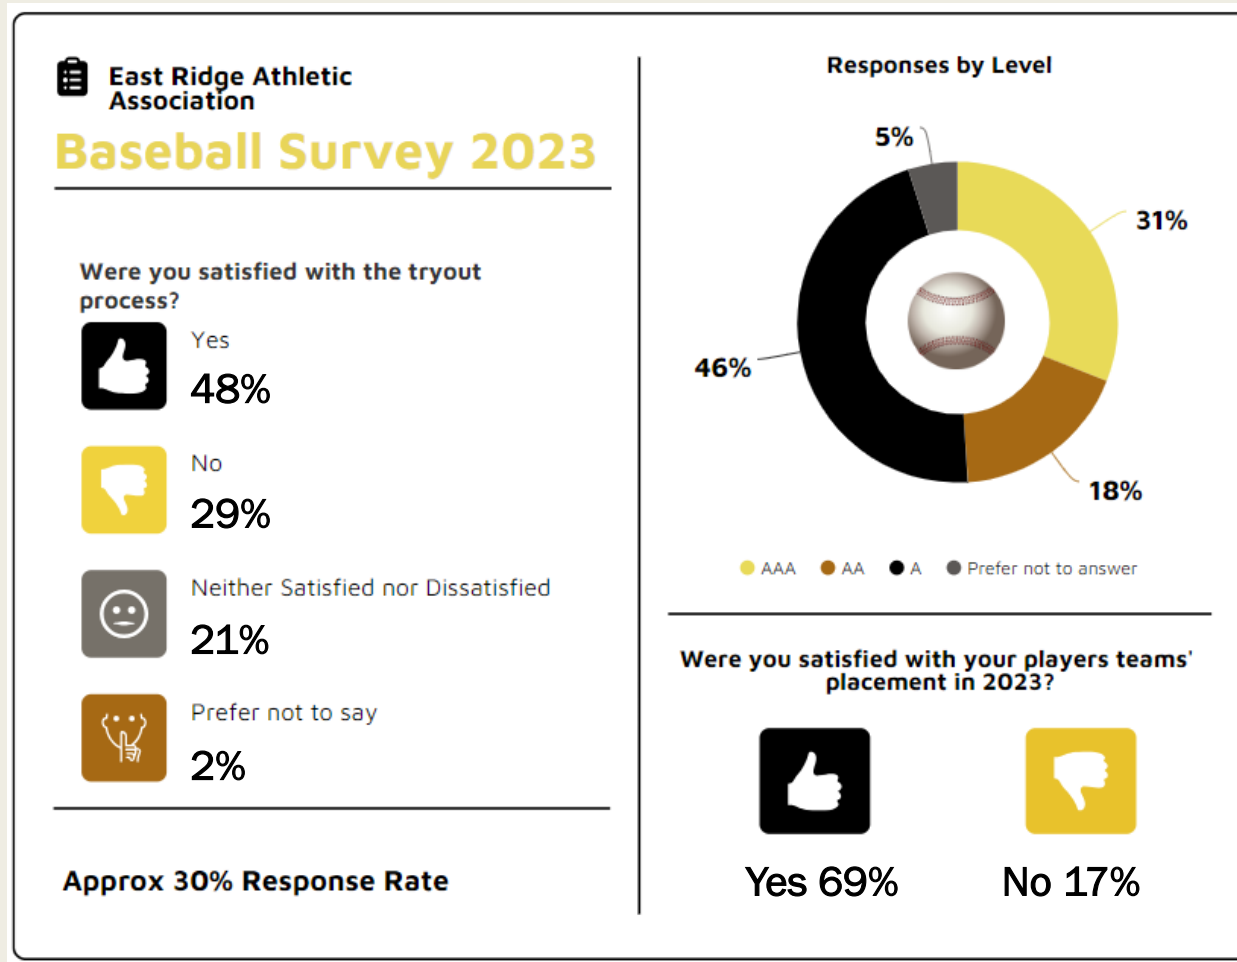 East Ridge Athletic
Association
Baseball Survey 2023
Were you satisfied with the tryout
process?
Yes
48%
No
29%
Neither Satisfied nor Dissatisfied
21%
Prefer not to say
2%
Approx 30% Response Rate
Responses by Level
5%
31%
46%
18%
AAA AA A Prefer not to answer
Were you satisfied with your players teams'
placement in 2023?
Yes 69% No 17%